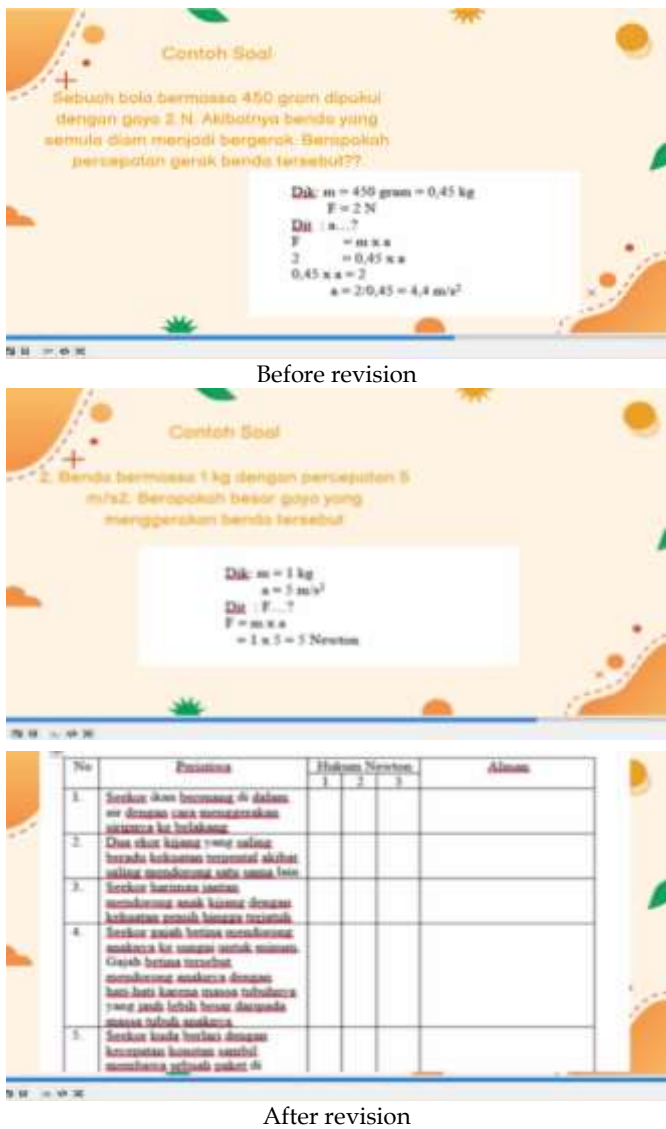 Contoh Soal
Sebuah bola bermassa 450 gram dipukul
dengan gaya 2 N. Akibatnya benda yang
semula diam menjadi bergerak. Berapakah
percepatan gerak benda tersebut??
Dik: m = 450 gram = 0,45 kg
F = 2 N
Dit : a...?
F = m x a
2 = 0,45 x a
0,45 x a = 2
a = 2/0,45 = 4,4 m/s²
Before revision
Contoh Soal
2. Benda bermassa 1 kg dengan percepatan 5
m/s2. Berapakah besar gaya yang
menggerakan benda tersebut
Dik: m = 1 kg
a = 5 m/s²
Dit : F...?
F = m x a
= 1 x 5 = 5 Newton
No Peristiwa Hukum Newton Alasan
1 2 3
1. Seekor ikan berenang di dalam
air dengan cara menggerakan
siripnya ke belakang
2. Dua ekor kijang yang saling
beradu kekuatan terpental akibat
saling mendorong satu sama lain
3. Seekor harimau jantan
mendorong anak kijang dengan
kekuatan penuh hingga terjatuh
4. Seekor gajah betina mendorong
anaknya ke sungai untuk minum.
Gajah betina tersebut
mendorong anaknya dengan
hati-hati karena massa tubuhnya
yang jauh lebih besar daripada
massa tubuh anaknya
5. Seekor kuda berlari dengan
kecepatan konstan sambil
membawa sebuah paket di
After revision